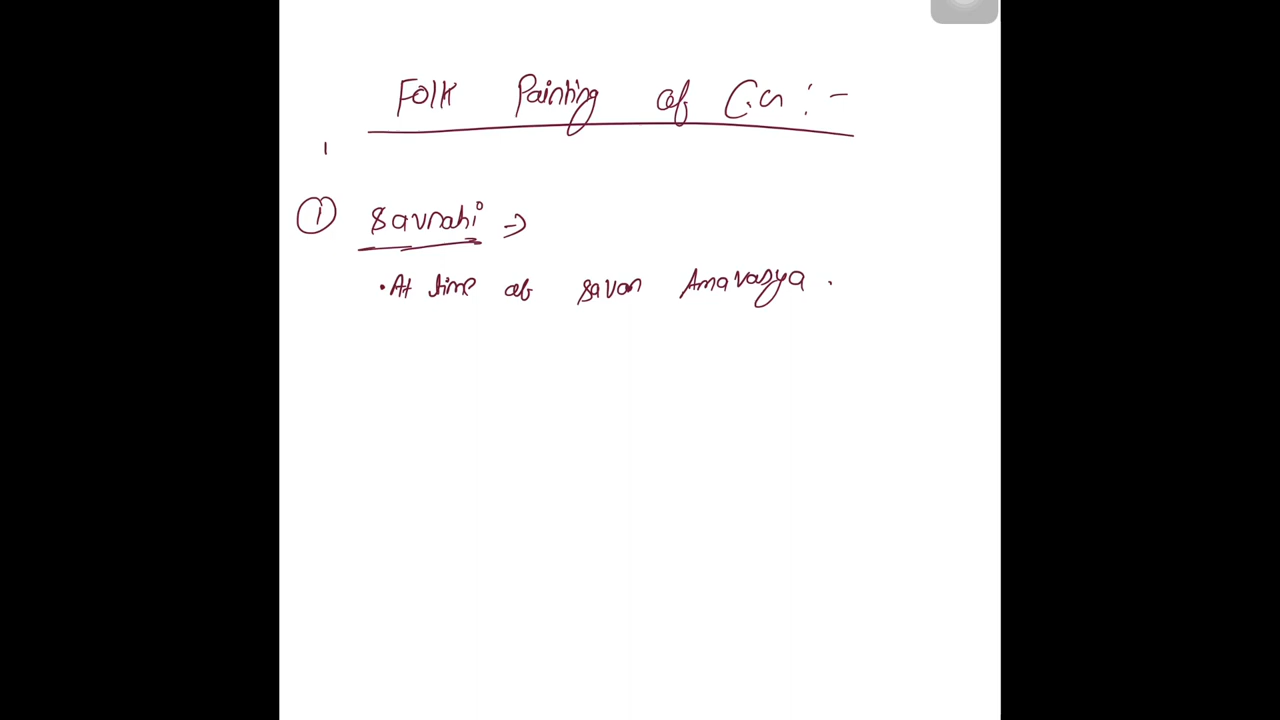 Folk Painting of C.G :-
①  Savnahi ⇒
• At time of savan Amavasya .